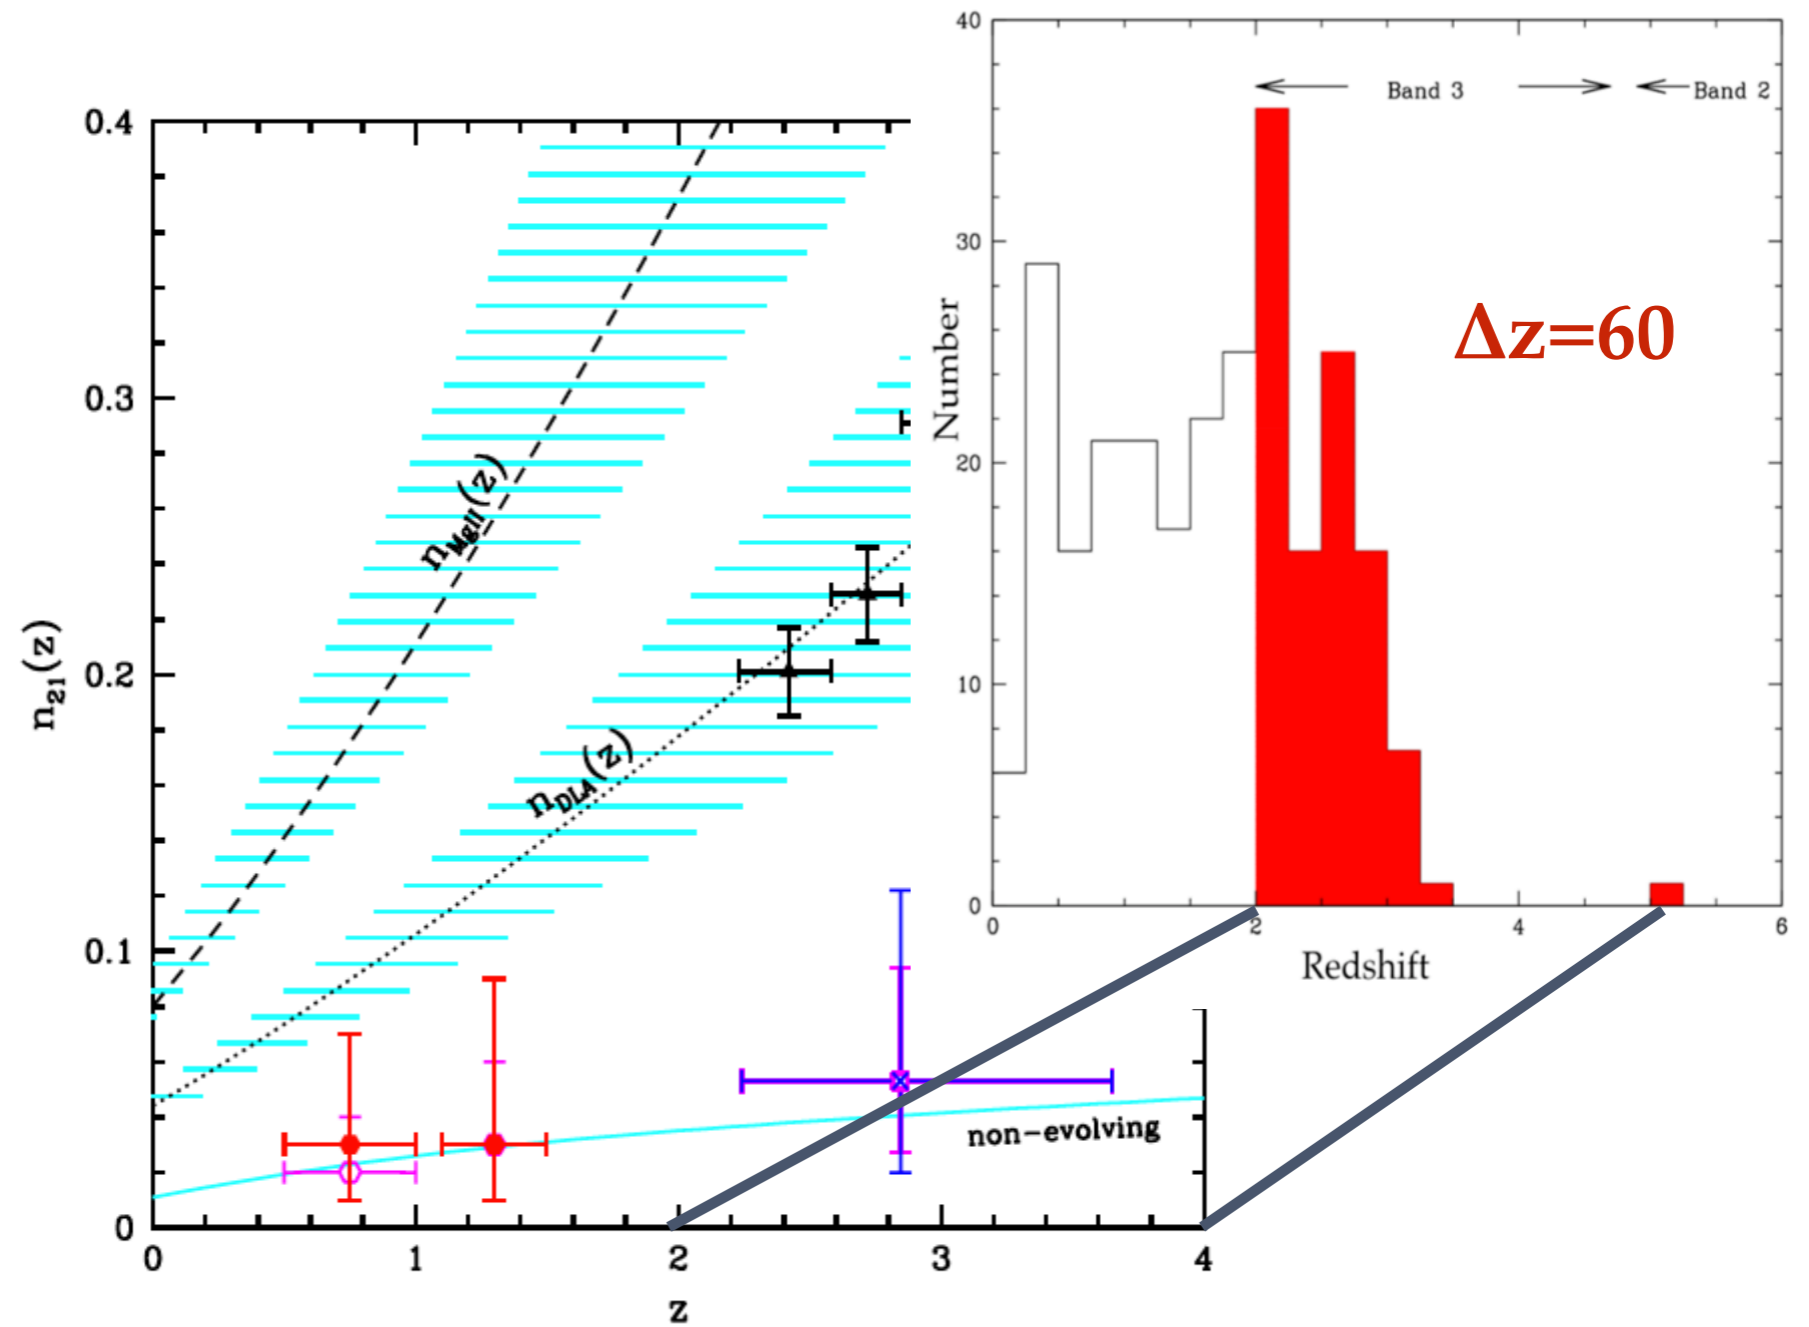 0.4
0.3
0.2
0.1
0
n21(z)
nMgII(z)
nDLA(z)
non-evolving
0 1 2 3 4
z
40
30
20
10
0
Number
Band 3
Band 2
Δz=60
0 2 4 6
Redshift